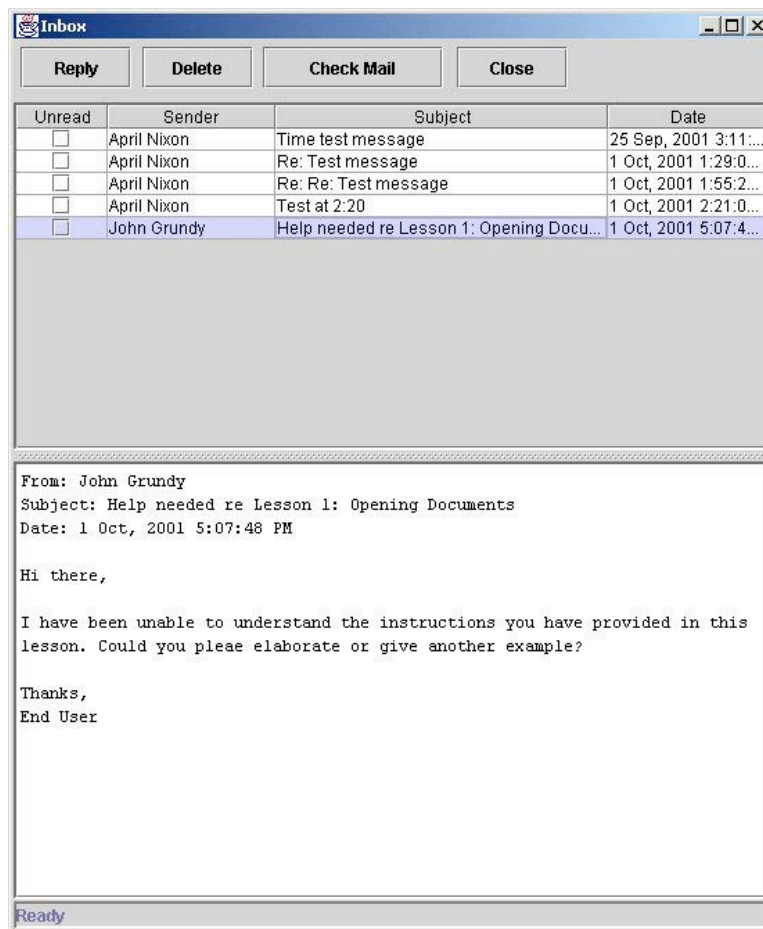 Inbox
Reply Delete Check Mail Close
Unread Sender Subject Date
April Nixon Time test message 25 Sep, 2001 3:11:...
April Nixon Re: Test message 1 Oct, 2001 1:29:0...
April Nixon Re: Re: Test message 1 Oct, 2001 1:55:2...
April Nixon Test at 2:20 1 Oct, 2001 2:21:0...
John Grundy Help needed re Lesson 1: Opening Docu... 1 Oct, 2001 5:07:4...
From: John Grundy
Subject: Help needed re Lesson 1: Opening Documents
Date: 1 Oct, 2001 5:07:48 PM
Hi there,
I have been unable to understand the instructions you have provided in this
lesson. Could you pleae elaborate or give another example?
Thanks,
End User
Ready